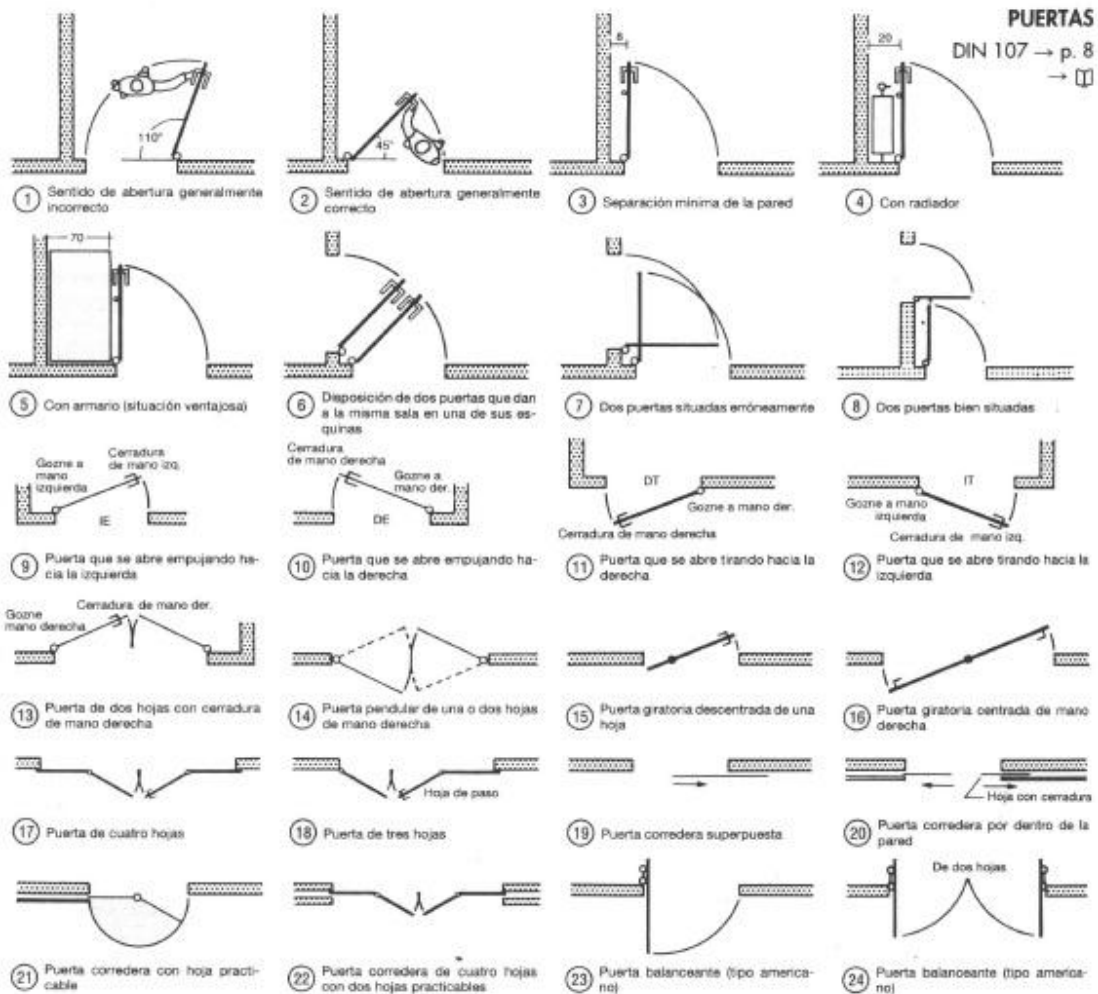 PUERTAS
DIN 107 → p. 8
→
110°
45°
8
20
1 Sentido de abertura generalmente
incorrecto
2 Sentido de abertura generalmente
correcto
3 Separación mínima de la pared
4 Con radiador
70
5 Con armario (situación ventajosa)
6 Disposición de dos puertas que dan
a la misma sala en una de sus es-
quinas
7 Dos puertas situadas erróneamente
8 Dos puertas bien situadas
Gozne a
mano
izquierda
Cerradura
de mano izq.
IE
9 Puerta que se abre empujando ha-
cia la izquierda
Cerradura
de mano derecha
Gozne a
mano der.
DE
10 Puerta que se abre empujando ha-
cia la derecha
DT
Gozne a mano der.
Cerradura de mano derecha
11 Puerta que se abre tirando hacia la
derecha
IT
Gozne a mano
izquierda
Cerradura de mano izq.
12 Puerta que se abre tirando hacia la
izquierda
Gozne
mano derecha
Cerradura de mano der.
13 Puerta de dos hojas con cerradura
de mano derecha
14 Puerta pendular de una o dos hojas
de mano derecha
15 Puerta giratoria descentrada de una
hoja
16 Puerta giratoria centrada de mano
derecha
17 Puerta de cuatro hojas
Hoja de paso
18 Puerta de tres hojas
19 Puerta corredera superpuesta
Hoja con cerradura
20 Puerta corredera por dentro de la
pared
21 Puerta corredera con hoja practi-
cable
22 Puerta corredera de cuatro hojas
con dos hojas practicables
23 Puerta balanceante (tipo america-
no)
De dos hojas
24 Puerta balanceante (tipo america-
no)